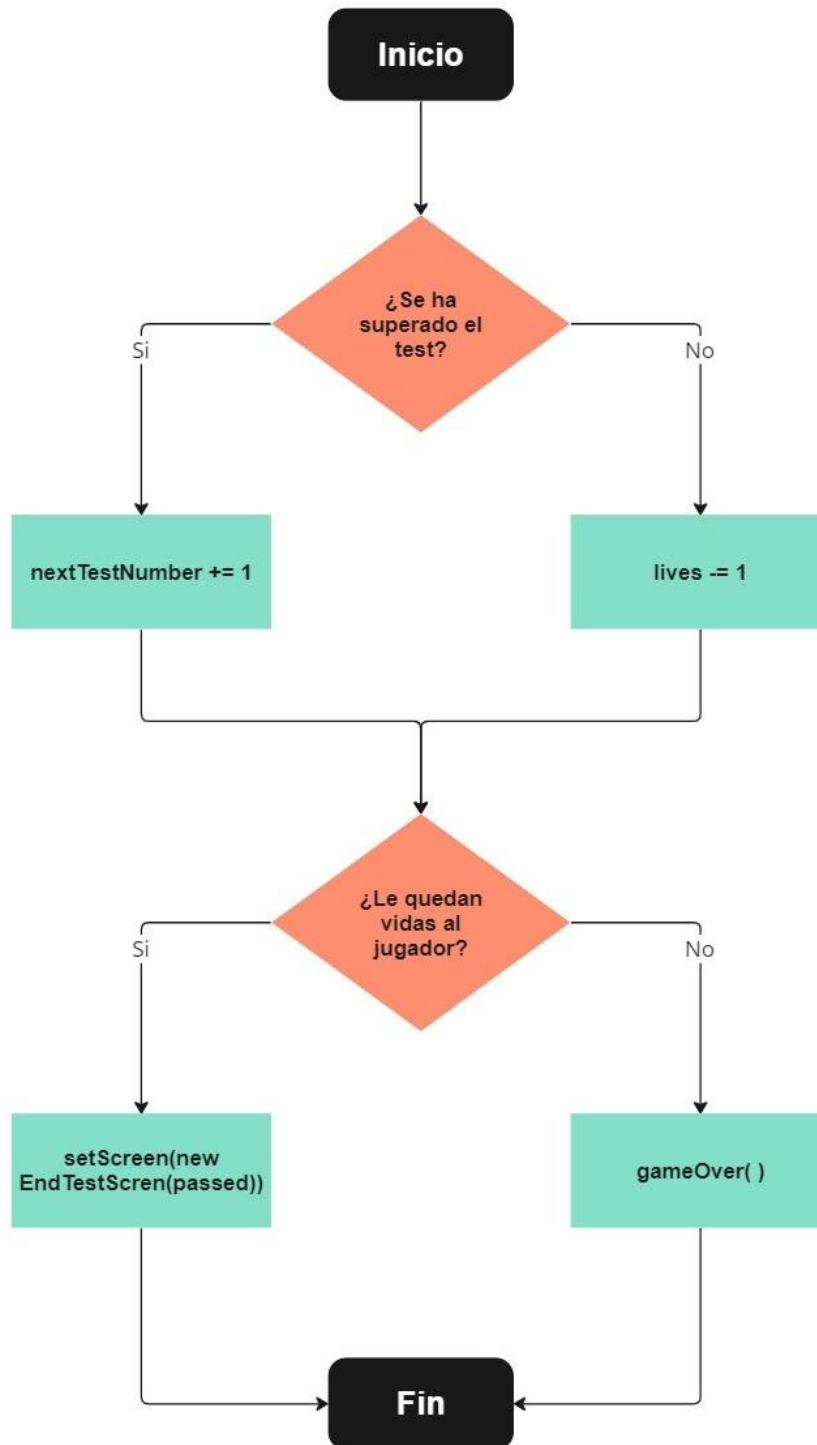 Inicio
¿Se ha
superado el
test?
Si
No
nextTestNumber += 1
lives -= 1
¿Le quedan
vidas al
jugador?
Si
No
setScreen(new
EndTestScren(passed))
gameOver( )
Fin